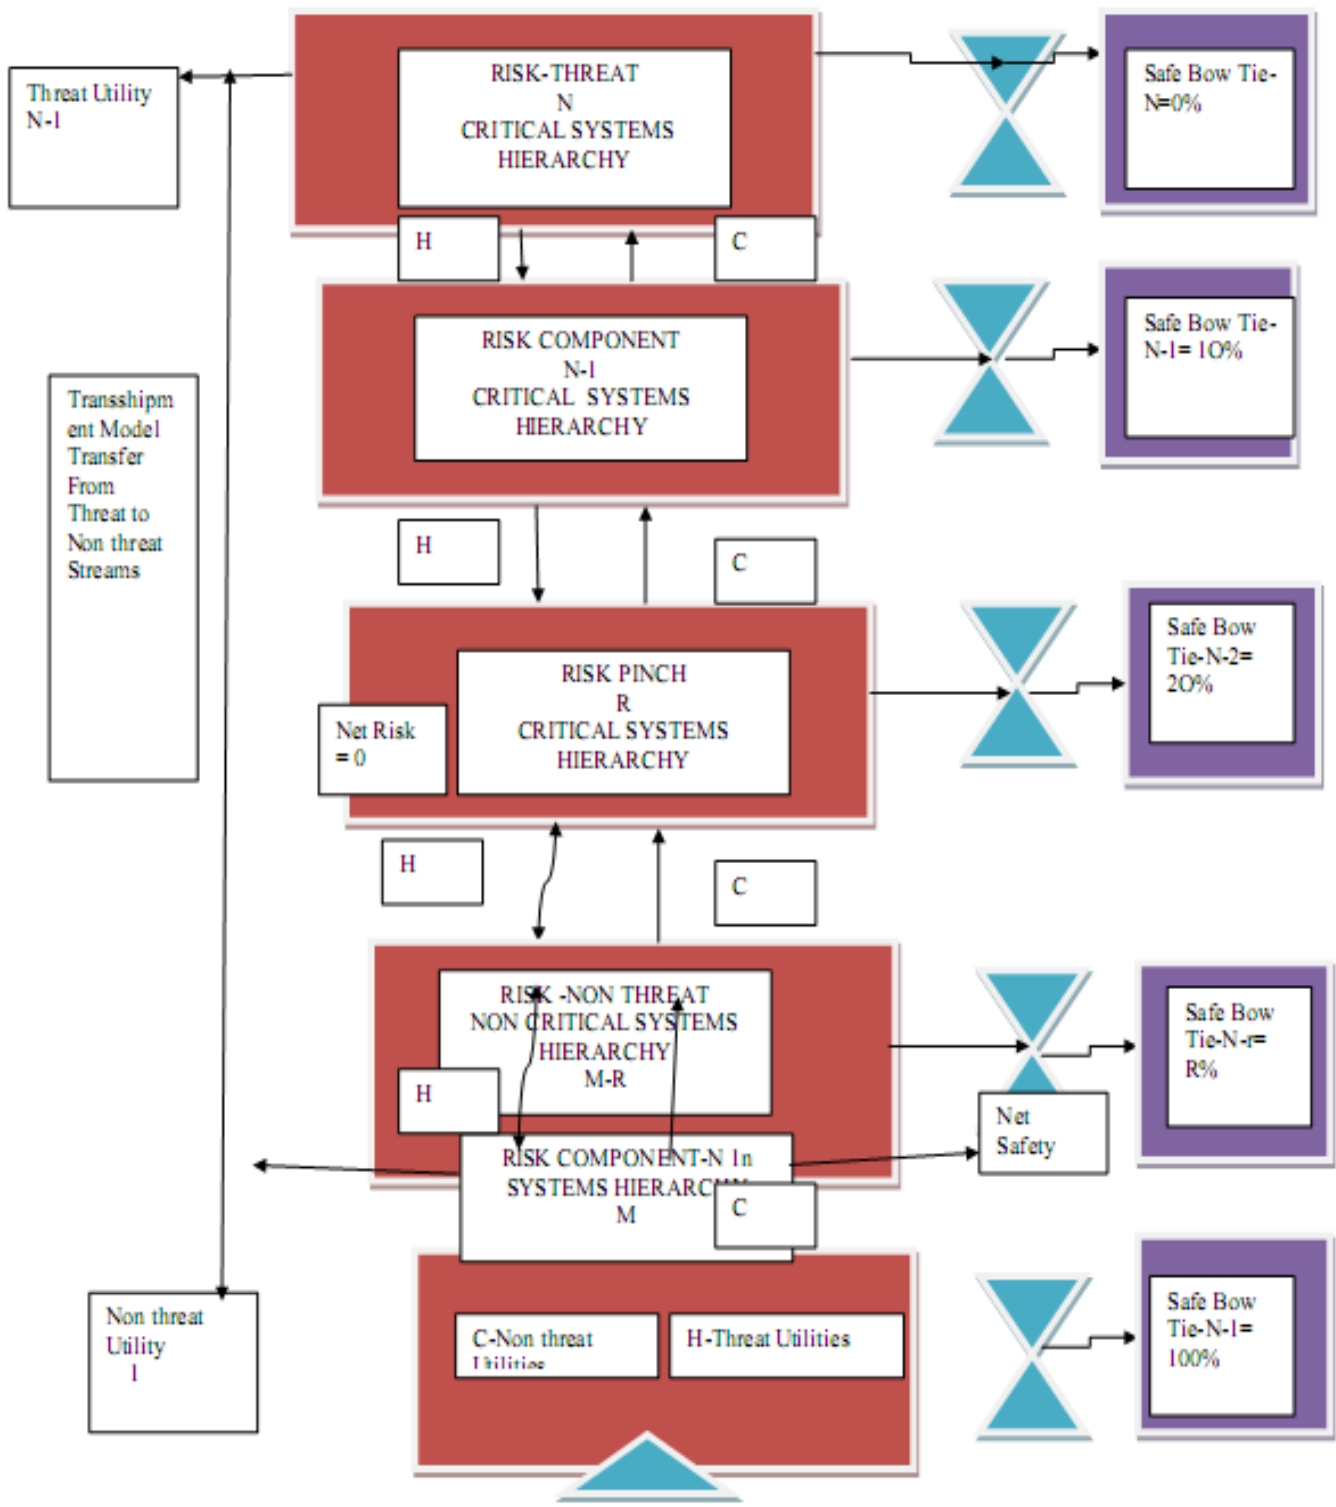 RISK-THREAT
N
CRITICAL SYSTEMS
HIERARCHY
Safe Bow Tie-
N=0%
Threat Utility
N-1
H
C
RISK COMPONENT
N-1
CRITICAL SYSTEMS
HIERARCHY
Safe Bow Tie-
N-1= 1O%
Transshipm
ent Model
Transfer
From
Threat to
Non threat
Streams
H
C
RISK PINCH
R
CRITICAL SYSTEMS
HIERARCHY
Net Risk
= 0
Safe Bow
Tie-N-2=
2O%
H
C
RISK -NON THREAT
NON CRITICAL SYSTEMS
HIERARCHY
M-R
Safe Bow
Tie-N-r=
R%
H
Net
Safety
RISK COMPONENT-N 1n
SYSTEMS HIERARCHY
M
C
Non threat
Utility
1
C-Non threat
Utilities
H-Threat Utilities
Safe Bow
Tie-N-1=
100%